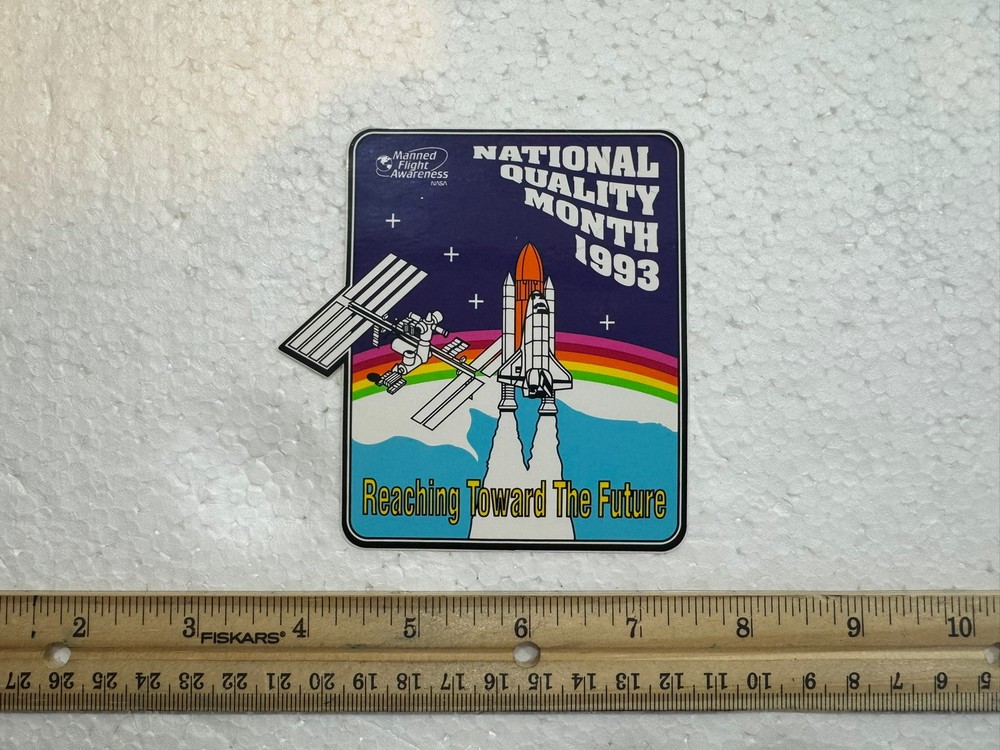 Manned
Flight
Awareness
NASA
NATIONAL
QUALITY
MONTH
1993
Reaching Toward The Future
2 3 FISKARS® 4 5 6 7 8 9 10
27 26 25 24 23 22 21 20 19 18 17 16 15 14 13 12 11 10 9 8 7 6 5